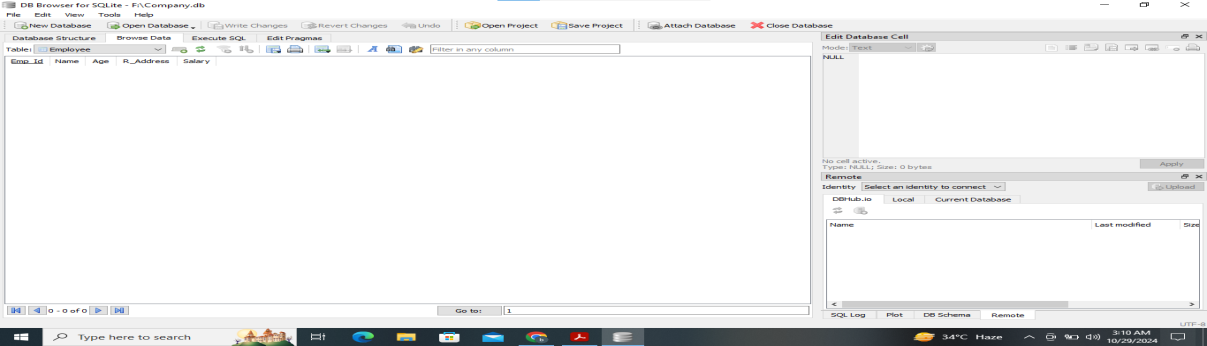 DB Browser for SQLite - F:\Company.db
File Edit View Tools Help
New Database Open Database Write Changes Revert Changes Undo Open Project Save Project Attach Database Close Database
Database Structure Browse Data Execute SQL Edit Pragmas
Table: Employee Filter in any column
Emp_Id Name Age R_Address Salary
0 - 0 of 0 Go to: 1
Edit Database Cell
Mode: Text
NULL
No cell active.
Type: NULL; Size: 0 bytes
Apply
Remote
Identity Select an identity to connect Upload
DBHub.io Local Current Database
Name Last modified Size
SQL Log Plot DB Schema Remote
UTF-8
Type here to search 34°C Haze 3:10 AM
10/29/2024